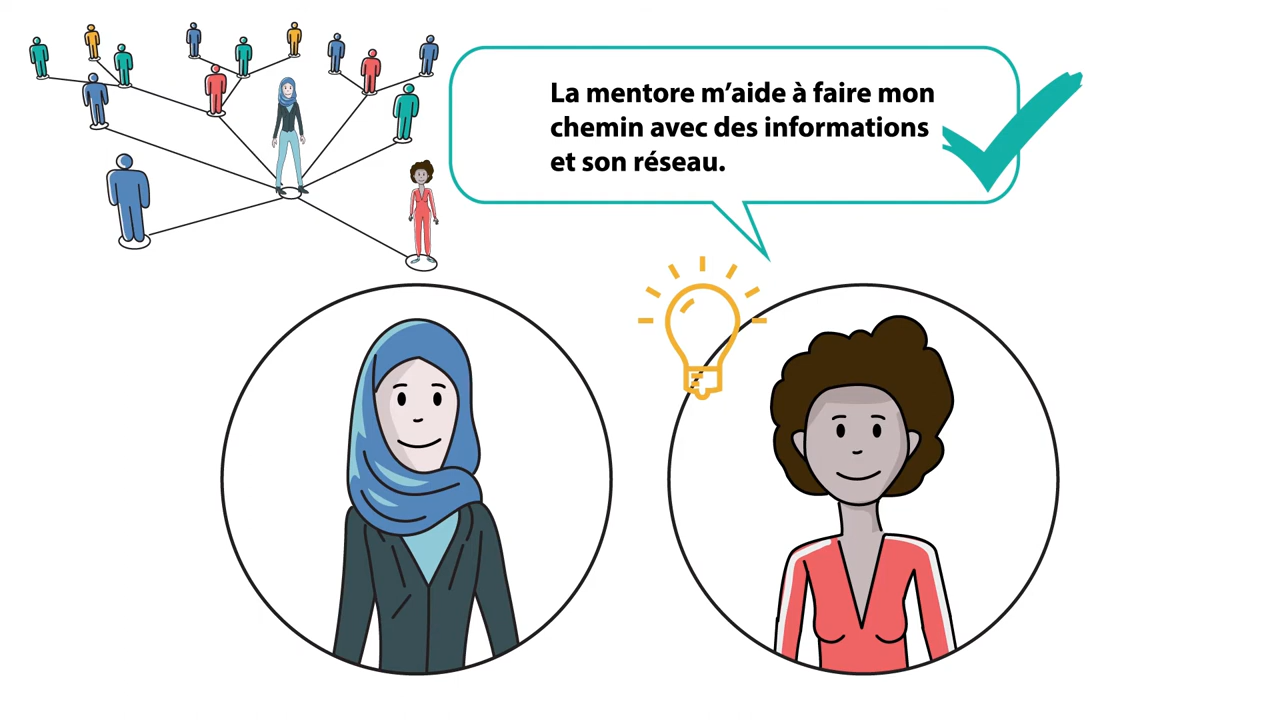 La mentore m’aide à faire mon
chemin avec des informations
et son réseau.